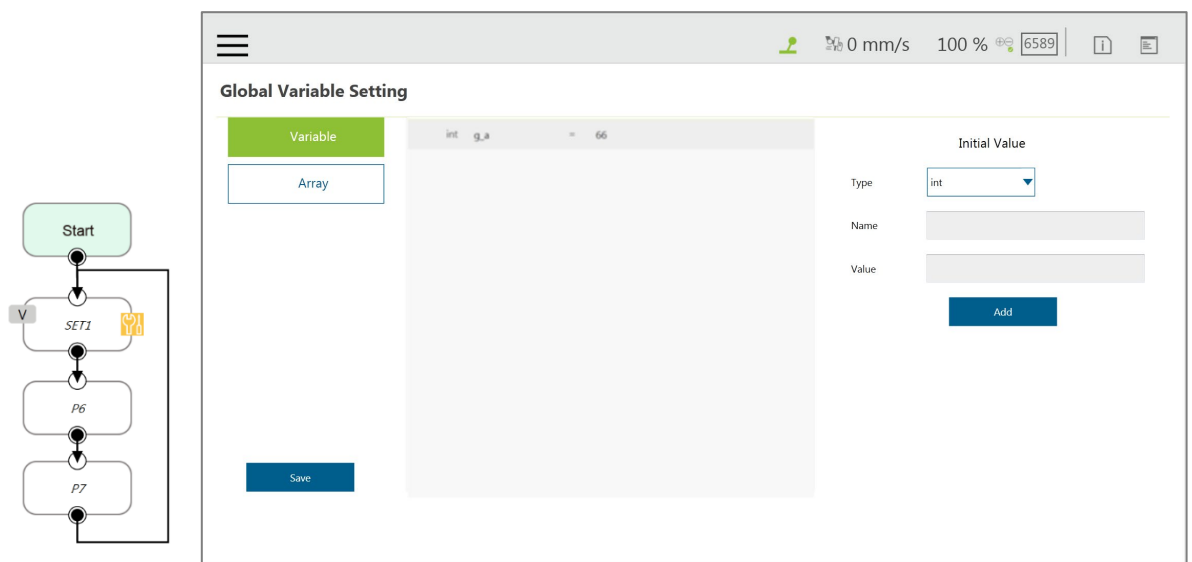 0 mm/s 100 % 6589
Global Variable Setting
Variable
int g_a = 66
Initial Value
Array
Type int
Start
Name
Value
V
SET1
Add
P6
Save
P7